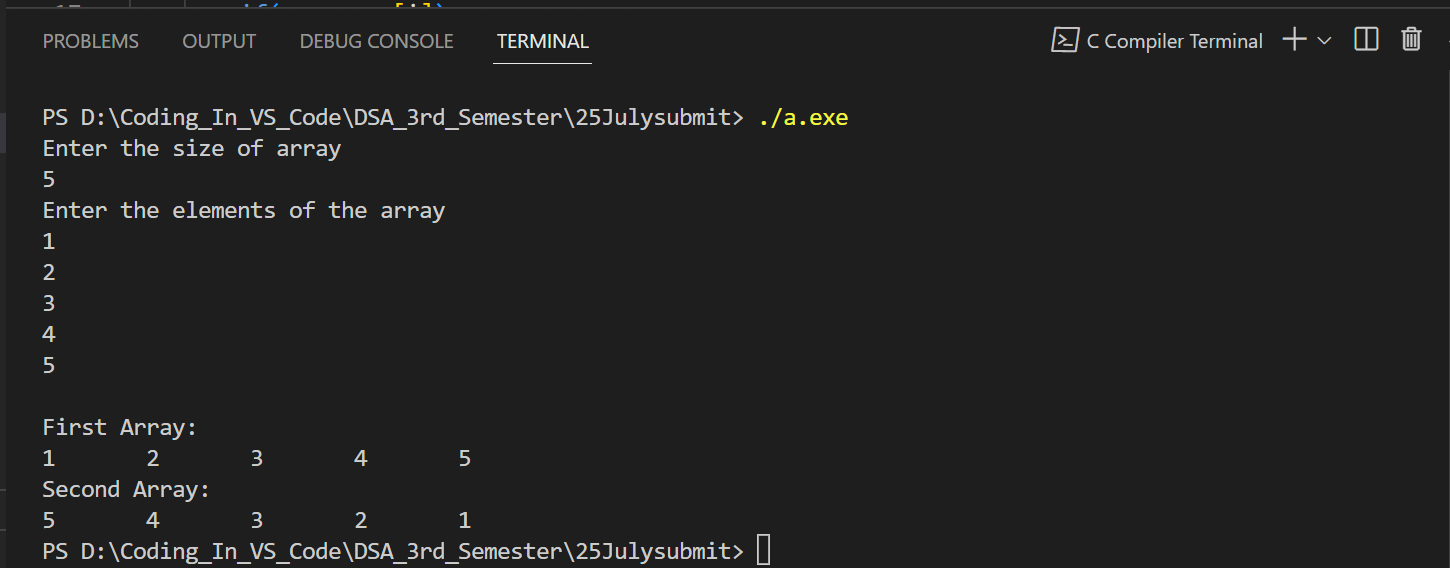 PROBLEMS OUTPUT DEBUG CONSOLE TERMINAL C Compiler Terminal
PS D:\Coding_In_VS_Code\DSA_3rd_Semester\25Julysubmit> ./a.exe
Enter the size of array
5
Enter the elements of the array
1
2
3
4
5
First Array:
1 2 3 4 5
Second Array:
5 4 3 2 1
PS D:\Coding_In_VS_Code\DSA_3rd_Semester\25Julysubmit>